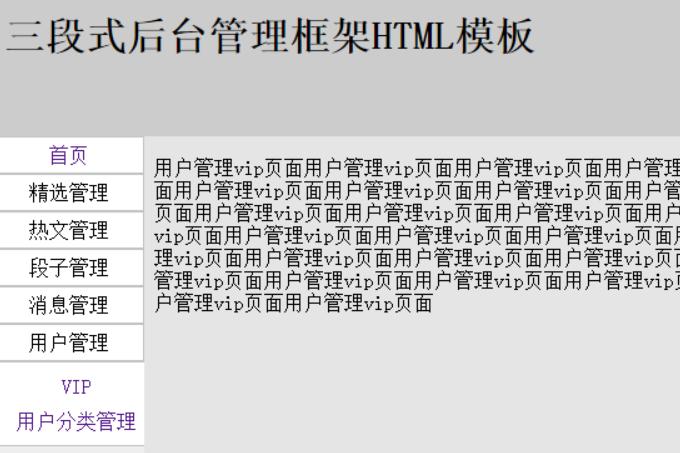 三段式后台管理框架HTML模板
首页
精选管理
热文管理
段子管理
消息管理
用户管理
VIP
用户分类管理
用户管理vip页面用户管理vip页面用户管理vip页面用户管理
面用户管理vip页面用户管理vip页面用户管理vip页面用户管
页面用户管理vip页面用户管理vip页面用户管理vip页面用户
vip页面用户管理vip页面用户管理vip页面用户管理vip页面
理vip页面用户管理vip页面用户管理vip页面用户管理vip页
管理vip页面用户管理vip页面用户管理vip页面用户管理vip
户管理vip页面用户管理vip页面